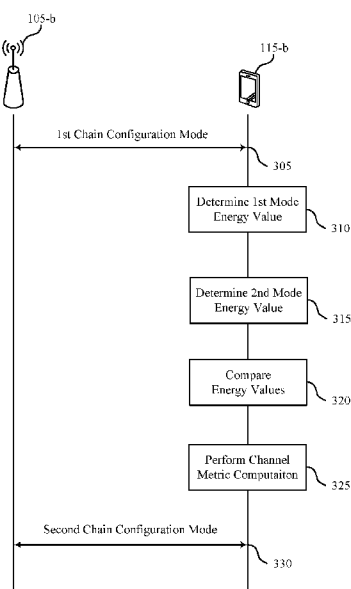 105-b
115-b
1st Chain Configuration Mode
305
Determine 1st Mode
Energy Value
310
Determine 2nd Mode
Energy Value
315
Compare
Energy Values
320
Perform Channel
Metric Computaiton
325
Second Chain Configuration Mode
330